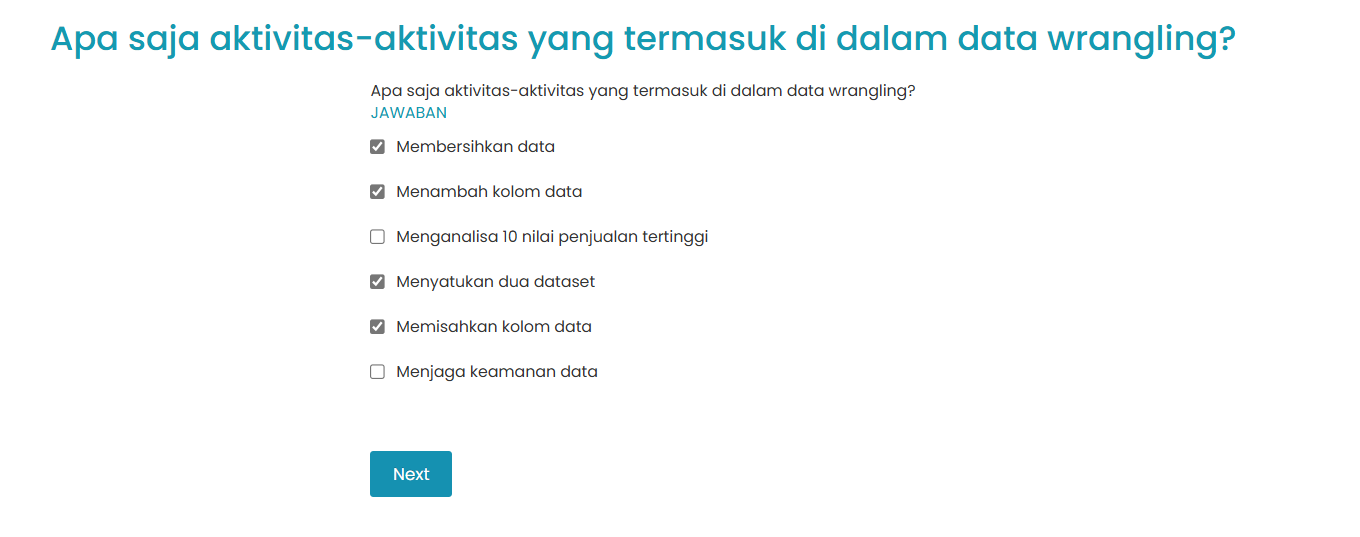 Apa saja aktivitas-aktivitas yang termasuk di dalam data wrangling?
Apa saja aktivitas-aktivitas yang termasuk di dalam data wrangling?
JAWABAN
Membersihkan data
Menambah kolom data
Menganalisa 10 nilai penjualan tertinggi
Menyatukan dua dataset
Memisahkan kolom data
Menjaga keamanan data
Next